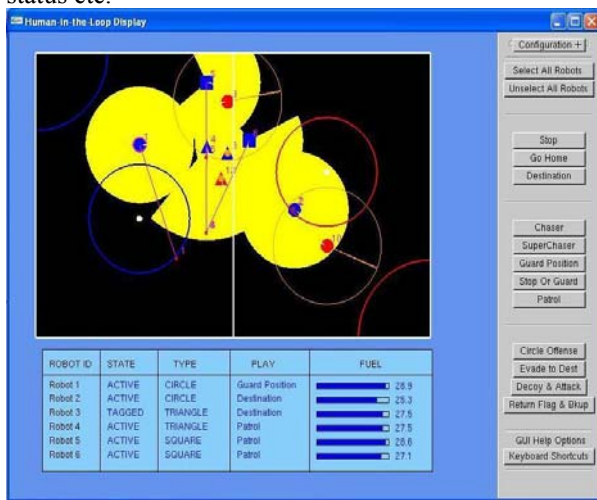 status etc.
Human-in-the-Loop Display
Configuration +
Select All Robots
Unselect All Robots
Stop
Go Home
Destination
Chaser
SuperChaser
Guard Position
Stop Or Guard
Patrol
Circle Offense
Evade to Dest
Decoy & Attack
Return Flag & Bkup
GUI Help Options
Keyboard Shortcuts
ROBOT ID STATE TYPE PLAY FUEL
Robot 1 ACTIVE CIRCLE Guard Position 28.9
Robot 2 ACTIVE CIRCLE Destination 25.3
Robot 3 TAGGED TRIANGLE Destination 27.5
Robot 4 ACTIVE TRIANGLE Patrol 27.5
Robot 5 ACTIVE SQUARE Patrol 28.6
Robot 6 ACTIVE SQUARE Patrol 27.1